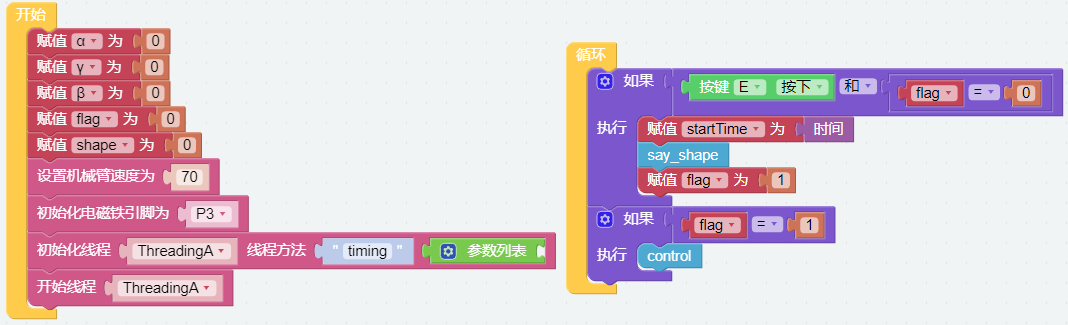 开始
赋值 α 为 0
赋值 γ 为 0
赋值 β 为 0
赋值 flag 为 0
赋值 shape 为 0
设置机械臂速度为 70
初始化电磁铁引脚为 P3
初始化线程 ThreadingA 线程方法 " timing " 参数列表
开始线程 ThreadingA
循环
如果 按键 E 按下 和 flag = 0
执行 赋值 startTime 为 时间
say_shape
赋值 flag 为 1
如果 flag = 1
执行 control